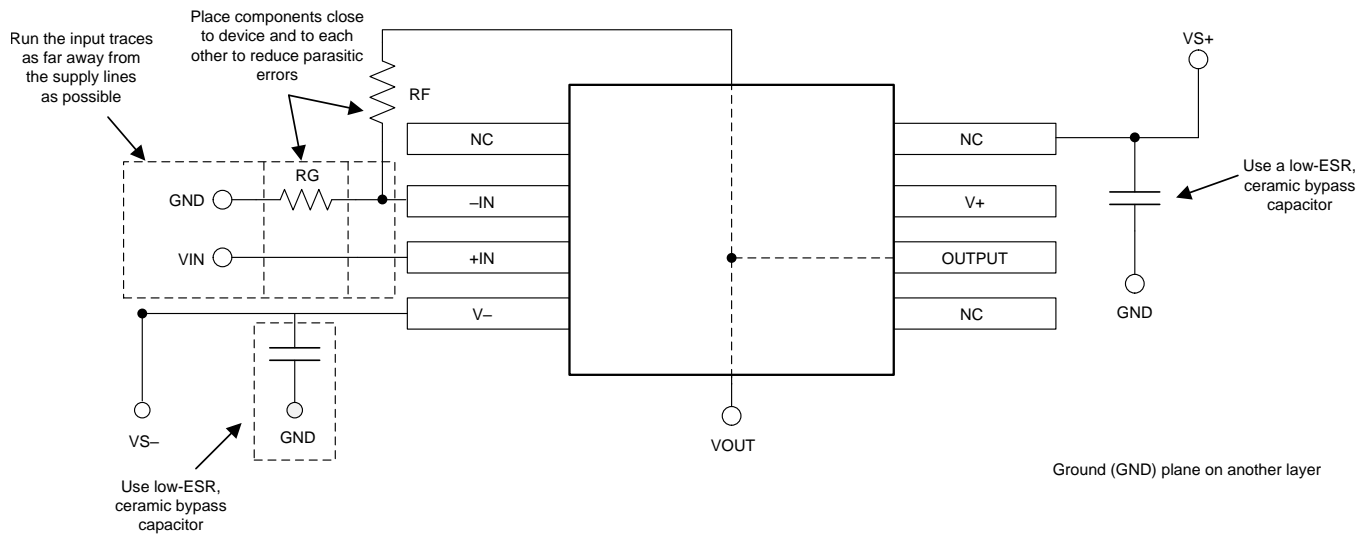 Run the input traces
as far away from
the supply lines
as possible
Place components close
to device and to each
other to reduce parasitic
errors
RF
RG
GND
VIN
NC
–IN
+IN
V–
NC
V+
OUTPUT
NC
VS+
Use a low-ESR,
ceramic bypass
capacitor
GND
VS–
GND
Use low-ESR,
ceramic bypass
capacitor
VOUT
Ground (GND) plane on another layer